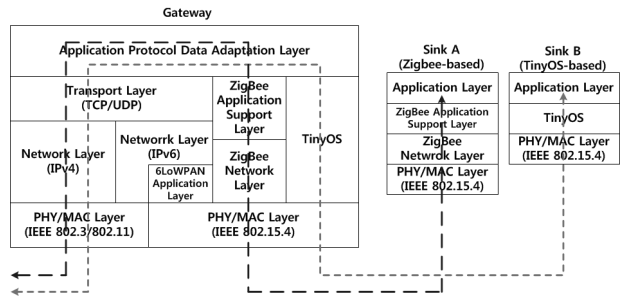 Gateway
Application Protocol Data Adaptation Layer
Transport Layer
(TCP/UDP)
ZigBee
Application
Support
Layer
TinyOS
Network Layer
(IPv4)
Networrk Layer
(IPv6)
6LoWPAN
Application
Layer
ZigBee
Network
Layer
PHY/MAC Layer
(IEEE 802.3/802.11)
PHY/MAC Layer
(IEEE 802.15.4)
Sink A
(Zigbee-based)
Application Layer
ZigBee Application
Support Layer
ZigBee
Netwrok Layer
PHY/MAC Layer
(IEEE 802.15.4)
Sink B
(TinyOS-based)
Application Layer
TinyOS
PHY/MAC Layer
(IEEE 802.15.4)